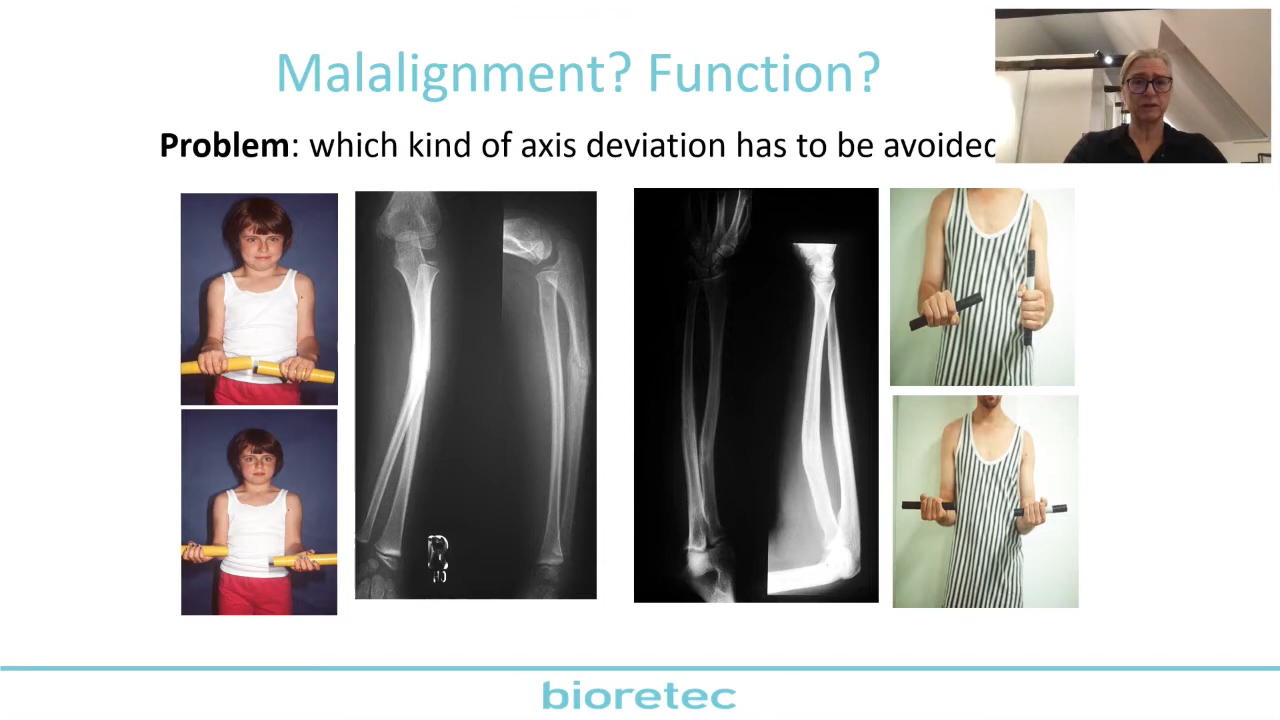 Malalignment? Function?
Problem: which kind of axis deviation has to be avoided
bioretec